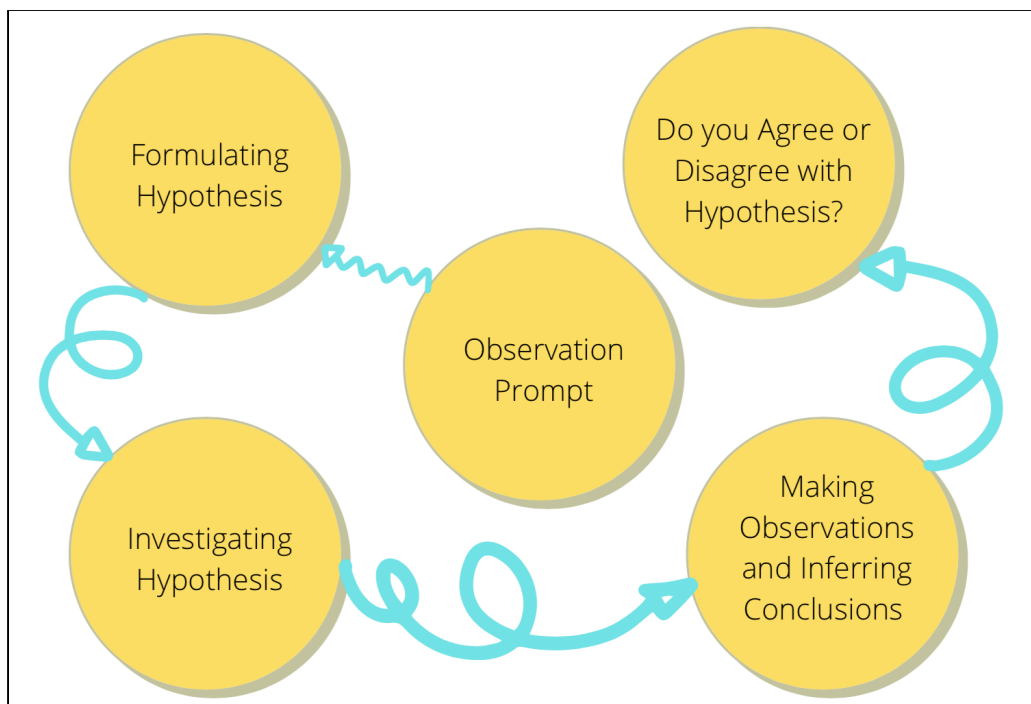 Formulating
Hypothesis
Do you Agree or
Disagree with
Hypothesis?
Observation
Prompt
Investigating
Hypothesis
Making
Observations
and Inferring
Conclusions